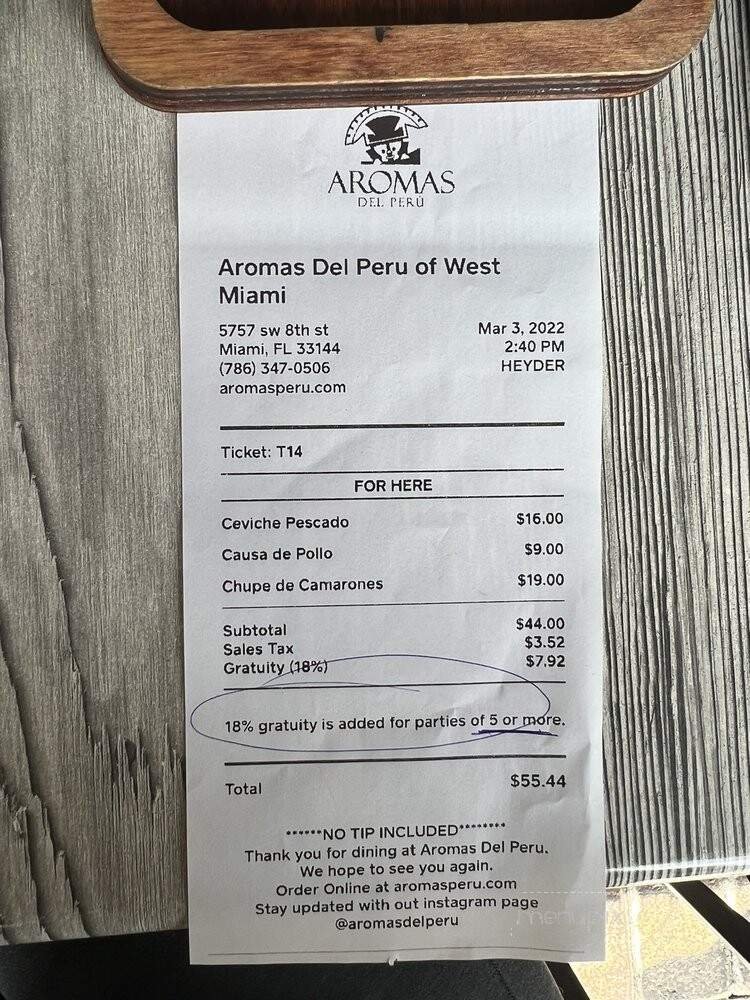 AROMAS
DEL PERÚ
Aromas Del Peru of West
Miami
5757 sw 8th st
Miami, FL 33144
(786) 347-0506
aromasperu.com
Mar 3, 2022
2:40 PM
HEYDER
Ticket: T14
FOR HERE
Ceviche Pescado $16.00
Causa de Pollo $9.00
Chupe de Camarones $19.00
Subtotal $44.00
Sales Tax $3.52
Gratuity (18%) $7.92
18% gratuity is added for parties of 5 or more.
Total $55.44
******NO TIP INCLUDED********
Thank you for dining at Aromas Del Peru.
We hope to see you again.
Order Online at aromasperu.com
Stay updated with out instagram page
@aromasdelperu